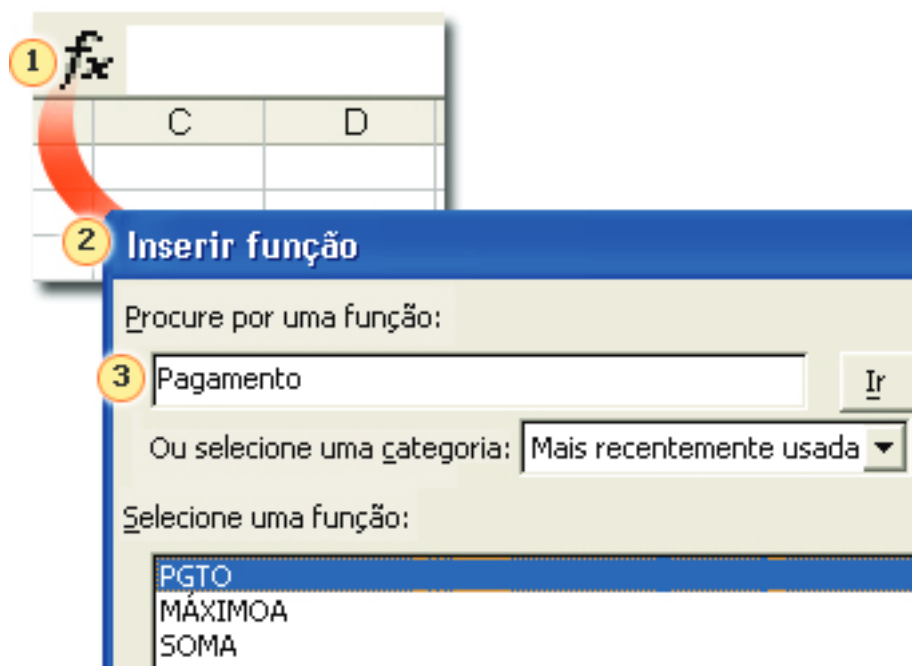 1 fx
C D
2 Inserir função
Procure por uma função:
3 Pagamento Ir
Ou selecione uma categoria: Mais recentemente usada
Selecione uma função:
PGTO
MÁXIMOA
SOMA